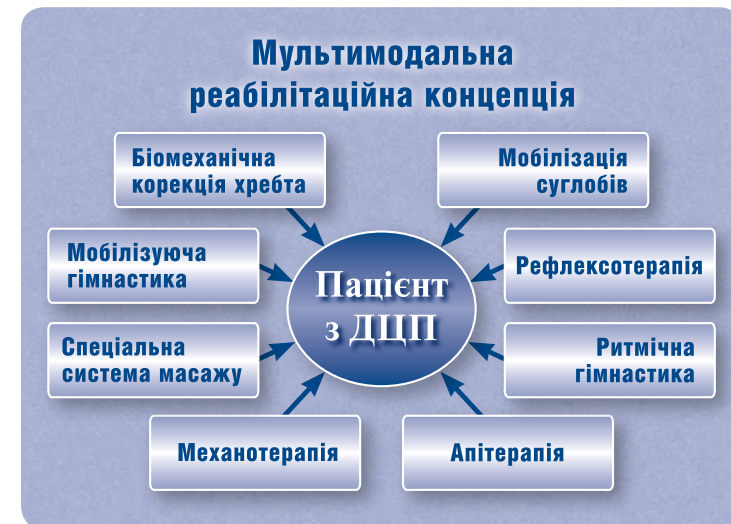 Мультимодальна
реабілітаційна концепція
Біомеханічна
корекція хребта
Мобілізація
суглобів
Мобілізуюча
гімнастика
Пацієнт
з ДЦП
Рефлексотерапія
Спеціальна
система масажу
Ритмічна
гімнастика
Механотерапія
Апітерапія